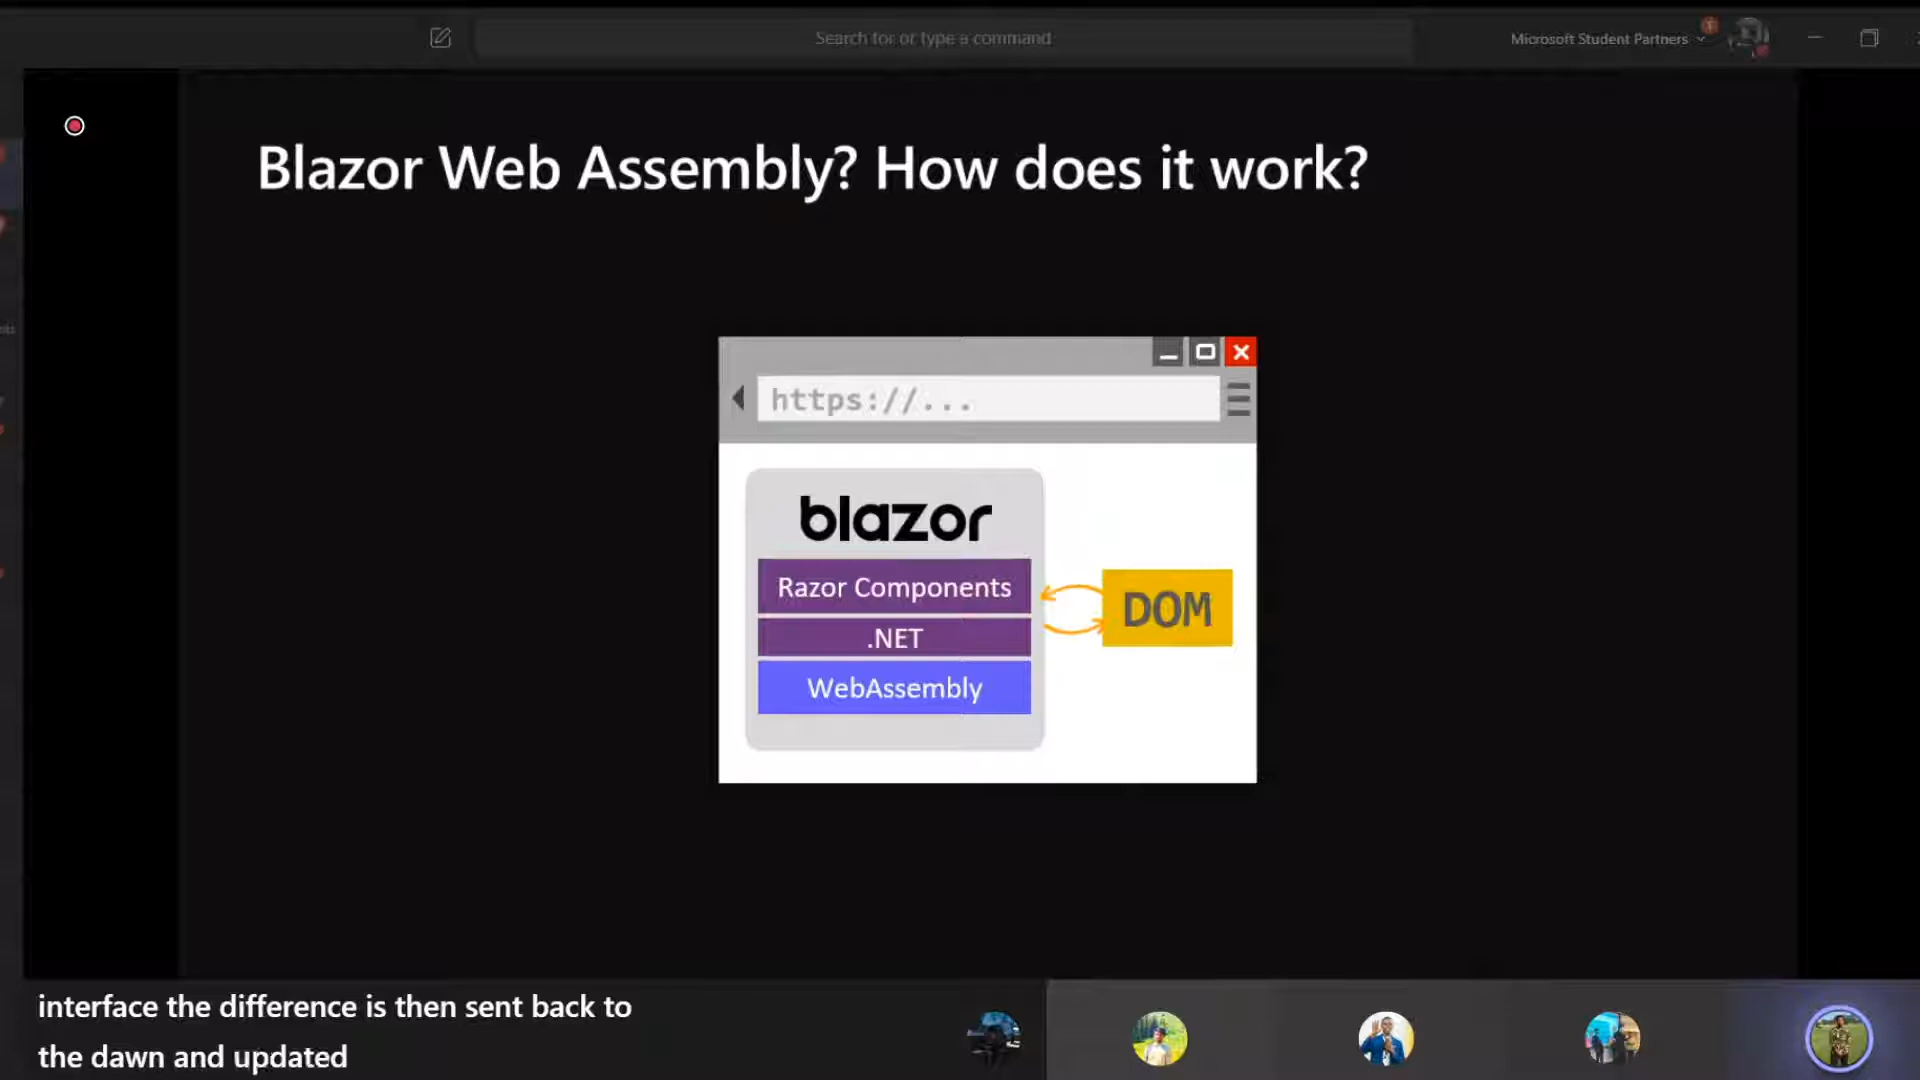 Search for or type a command
Microsoft Student Partners
Blazor Web Assembly? How does it work?
https://...
blazor
Razor Components
.NET
WebAssembly
DOM
interface the difference is then sent back to
the dawn and updated